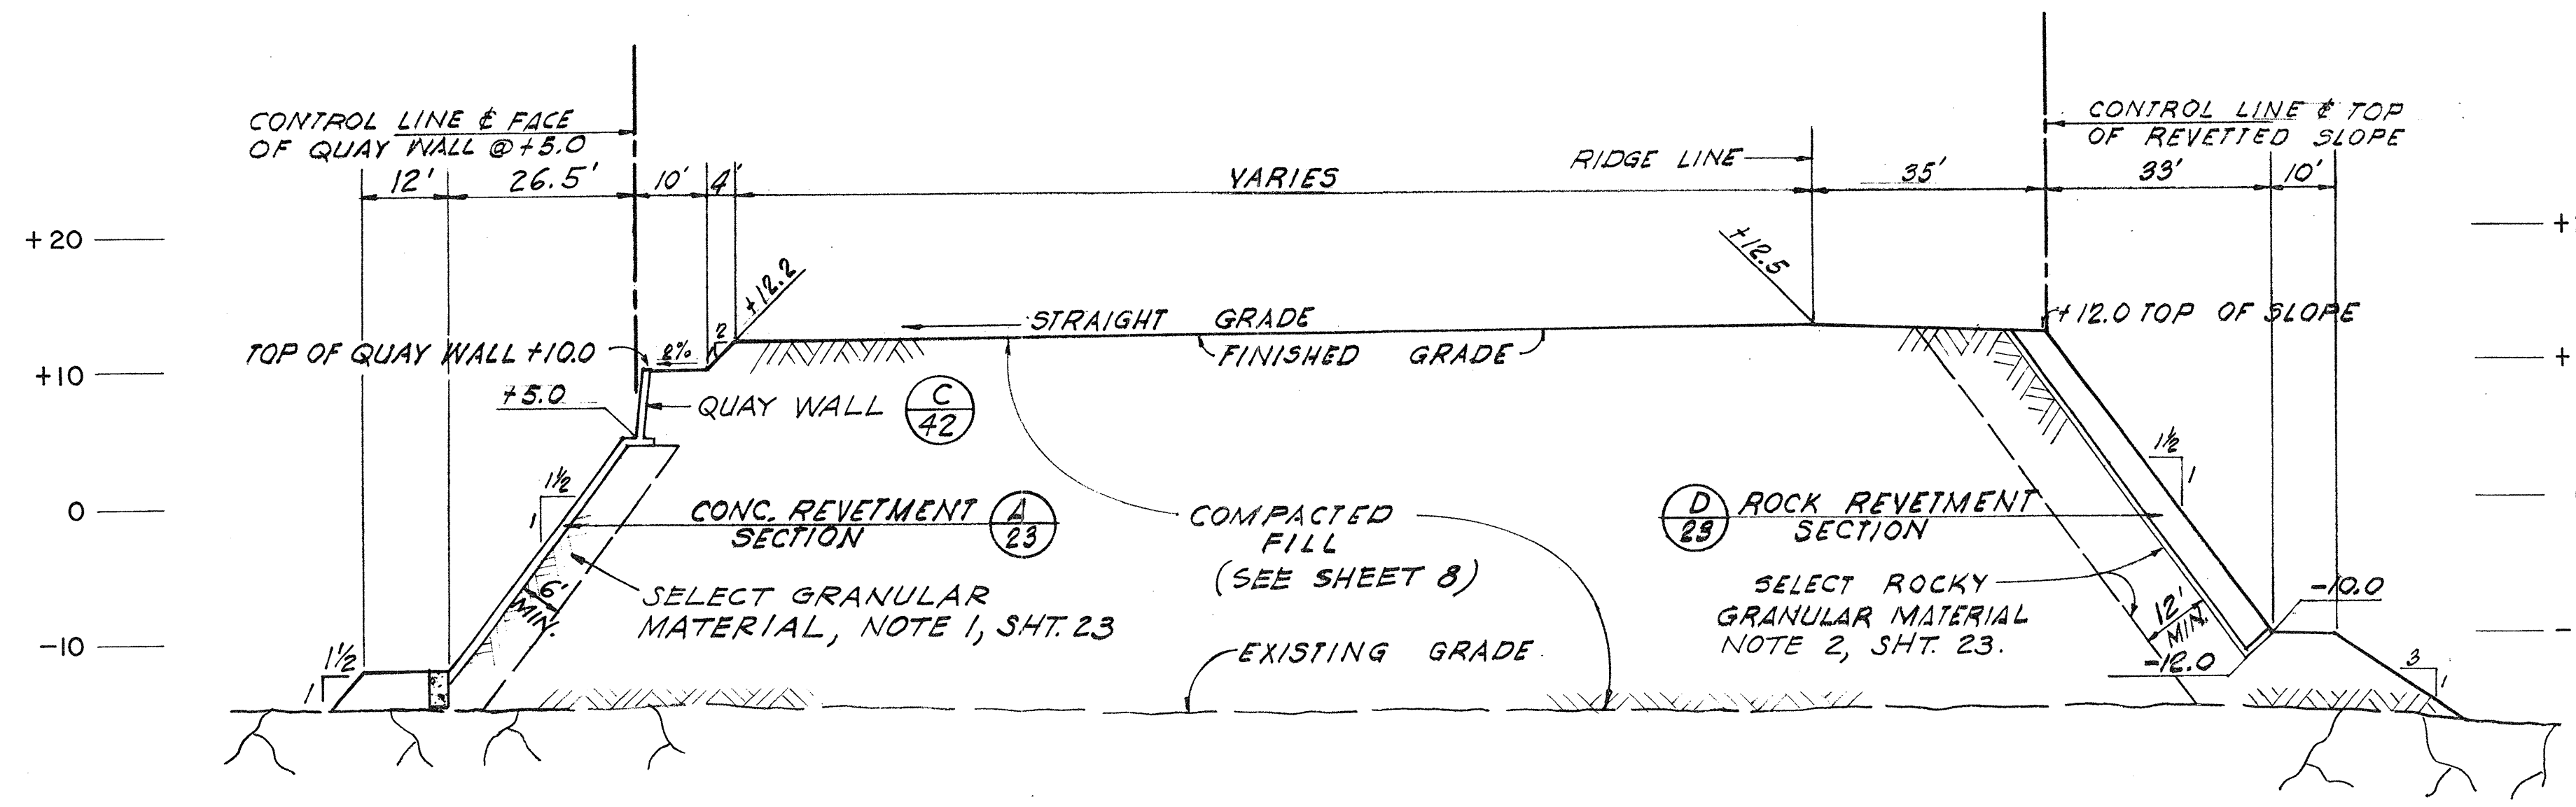 CONTROL LINE ₵ FACE
OF QUAY WALL @ +5.0
CONTROL LINE ₵ TOP
OF REVETTED SLOPE
RIDGE LINE
12'
26.5'
10'
4'
VARIES
35'
33'
10'
+20
+12.2
+12.5
STRAIGHT GRADE
+12.0 TOP OF SLOPE
TOP OF QUAY WALL +10.0
2
FINISHED GRADE
+10
+5.0
QUAY WALL
C
42
1½
1
1½
1
0
CONC. REVETMENT
SECTION
A
23
COMPACTED
FILL
(SEE SHEET 8)
D
23
ROCK REVETMENT
SECTION
6'
MIN.
SELECT GRANULAR
MATERIAL, NOTE 1, SHT. 23
SELECT ROCKY
GRANULAR MATERIAL
NOTE 2, SHT. 23.
12'
MIN.
-10.0
-12.0
-10
1½
1
EXISTING GRADE
3
1